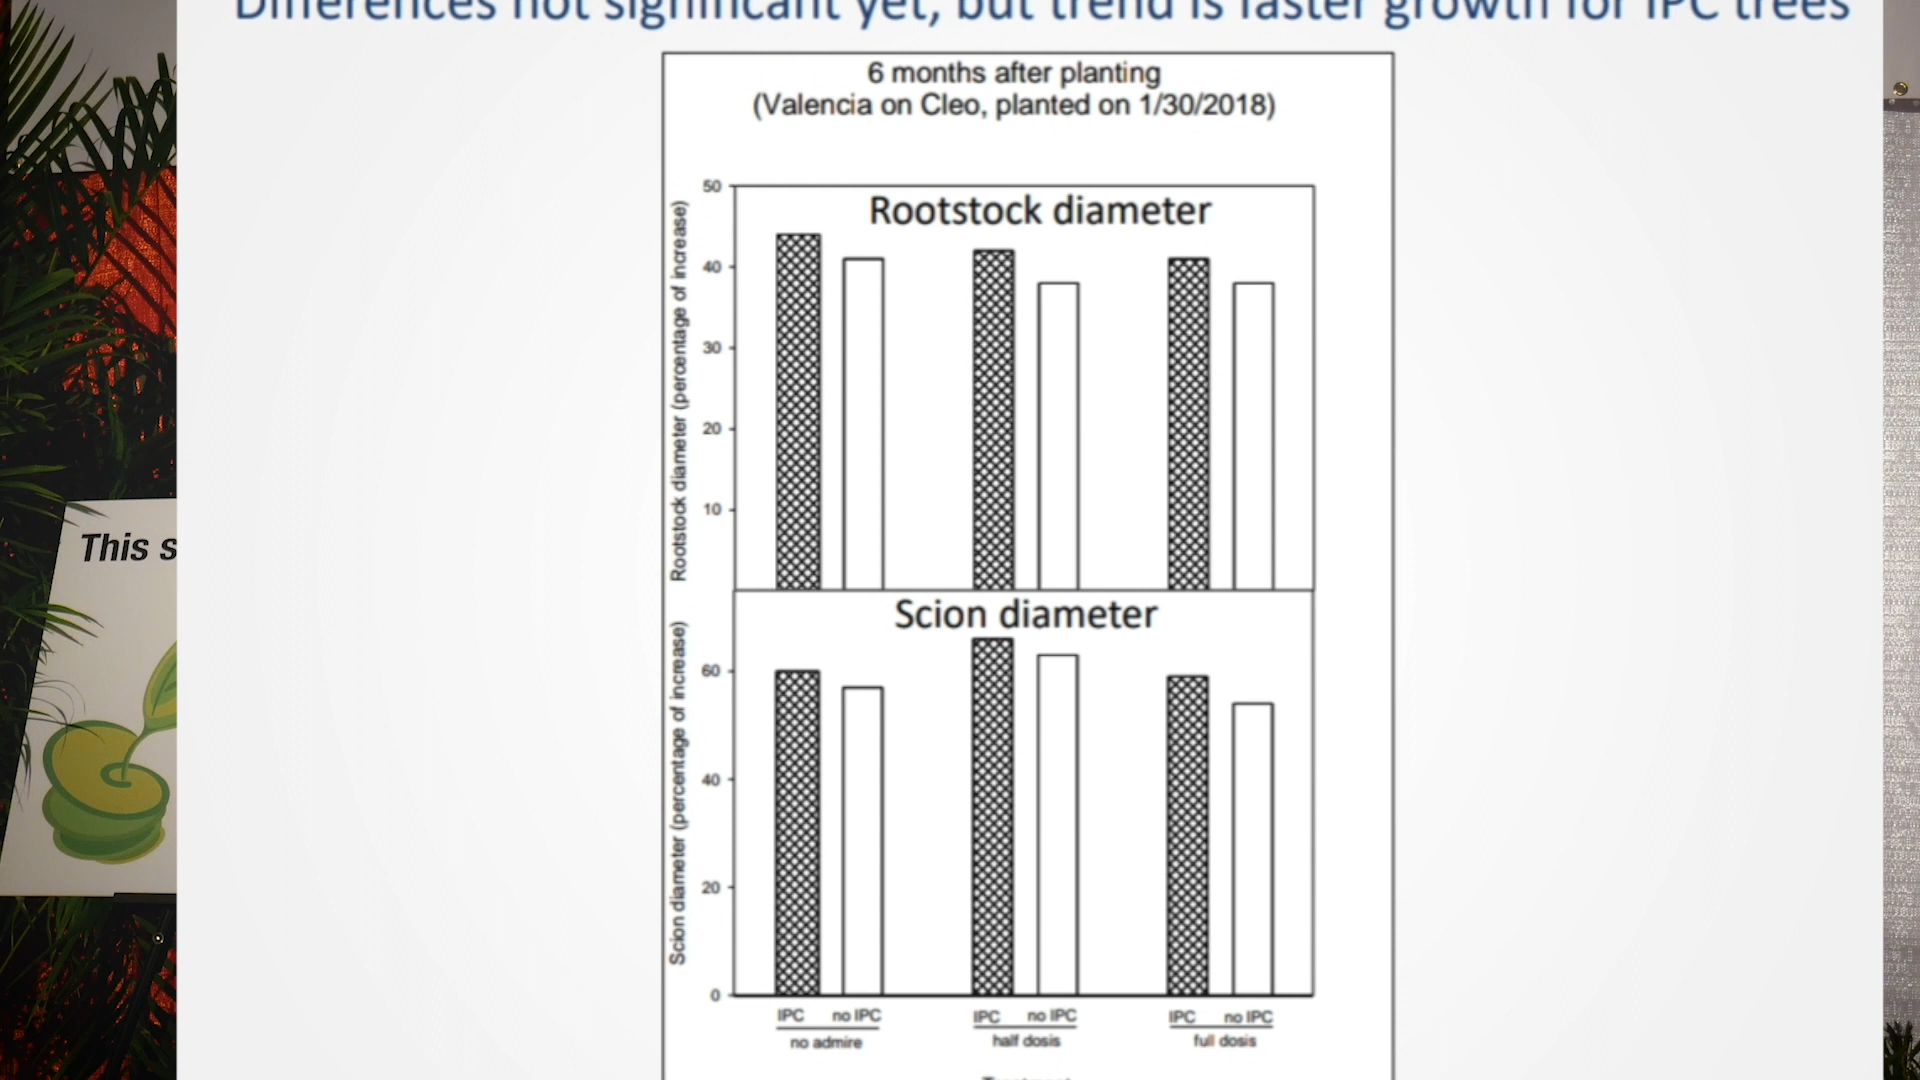 Differences not significant yet, but trend is faster growth for IPC trees
6 months after planting
(Valencia on Cleo, planted on 1/30/2018)
Rootstock diameter
Rootstock diameter (percentage of increase)
50
40
30
20
10
Scion diameter
Scion diameter (percentage of increase)
60
40
20
0
IPC no IPC IPC no IPC IPC no IPC
no admire half dosis full dosis
Treatment
This s